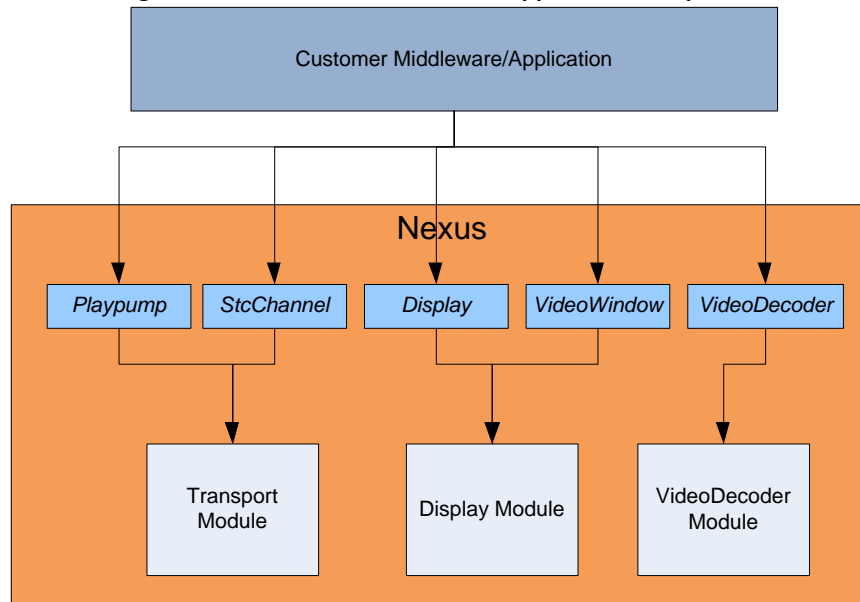 Customer Middleware/Application
Nexus
Playpump
StcChannel
Display
VideoWindow
VideoDecoder
Transport
Module
Display Module
VideoDecoder
Module